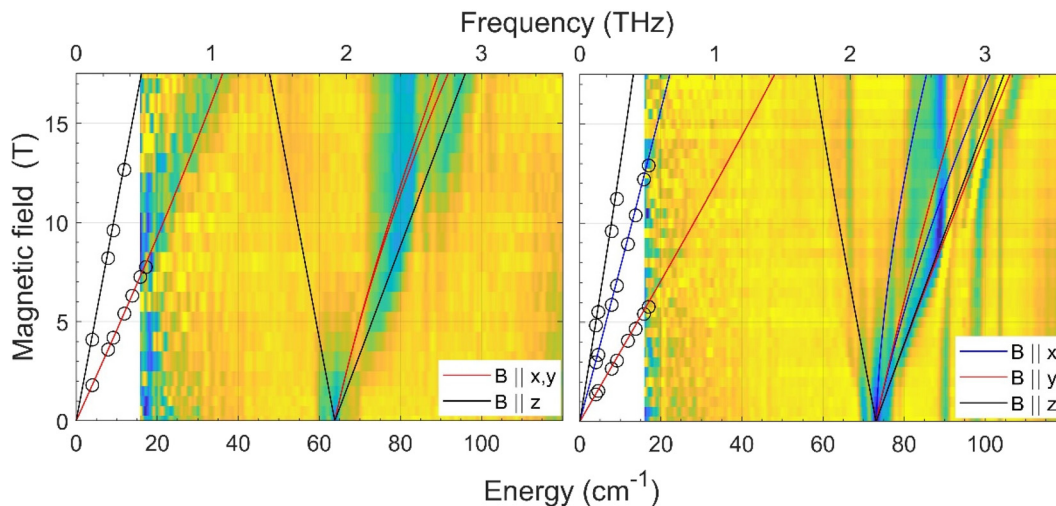 Frequency (THz)
0 1 2 3
0 1 2 3
Magnetic field (T)
15
10
5
0
B || x,y
B || z
B || x
B || y
B || z
0 20 40 60 80 100
0 20 40 60 80 100
Energy (cm-1)